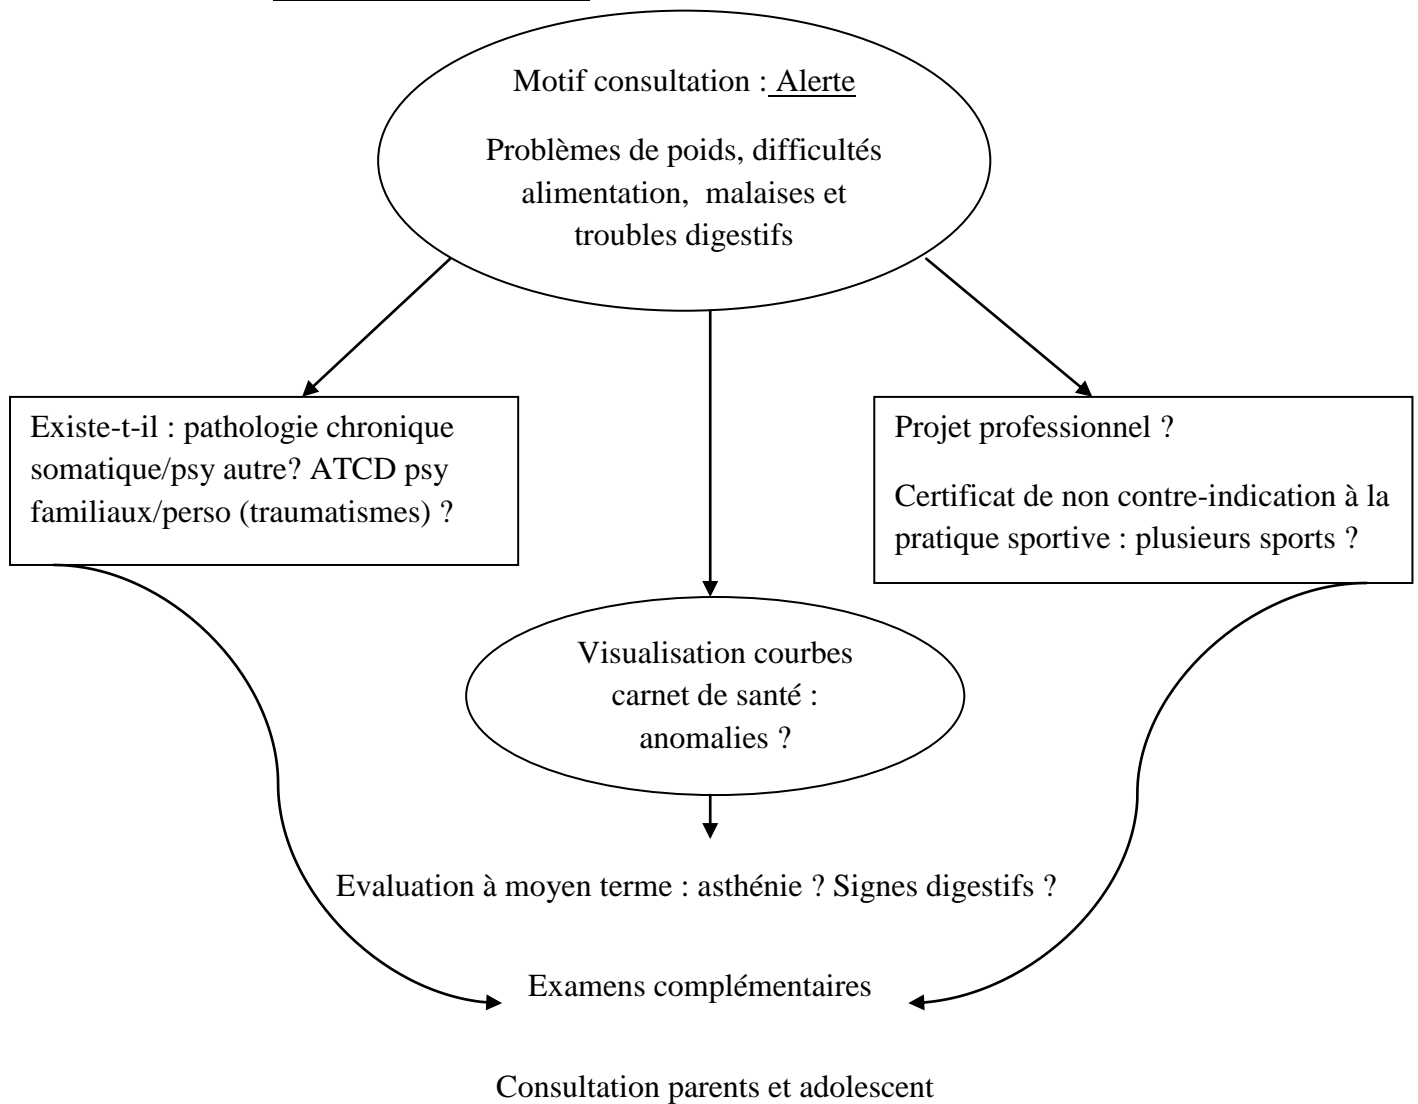 Motif consultation : Alerte
Problèmes de poids, difficultés
alimentation, malaises et
troubles digestifs
Existe-t-il : pathologie chronique
somatique/psy autre? ATCD psy
familiaux/perso (traumatismes) ?
Projet professionnel ?
Certificat de non contre-indication à la
pratique sportive : plusieurs sports ?
Visualisation courbes
carnet de santé :
anomalies ?
Evaluation à moyen terme : asthénie ? Signes digestifs ?
Examens complémentaires
Consultation parents et adolescent